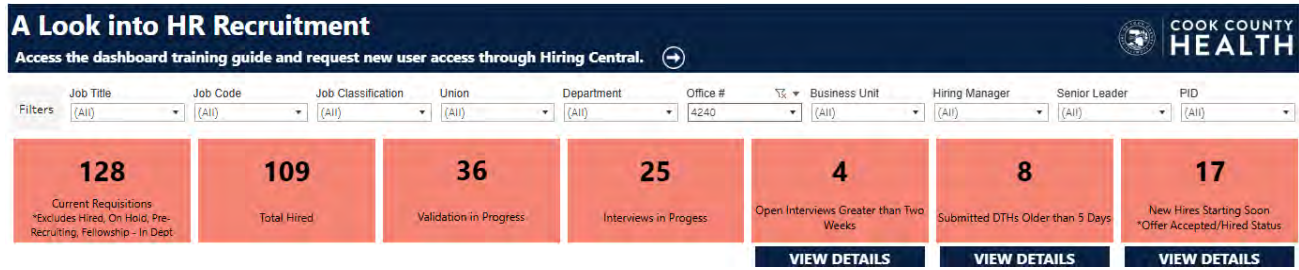 A Look into HR Recruitment
COOK COUNTY
HEALTH
Access the dashboard training guide and request new user access through Hiring Central.
Filters
Job Title
Job Code
Job Classification
Union
Department
Office #
Business Unit
Hiring Manager
Senior Leader
PID
(All)
(All)
(All)
(All)
(All)
4240
(All)
(All)
(All)
(All)
128
Current Requisitions
*Excludes Hired, On Hold, Pre-
Recruiting, Fellowship - In Dept
109
Total Hired
36
Validation in Progress
25
Interviews in Progess
4
Open Interviews Greater than Two
Weeks
8
Submitted DTHs Older than 5 Days
17
New Hires Starting Soon
*Offer Accepted/Hired Status
VIEW DETAILS
VIEW DETAILS
VIEW DETAILS